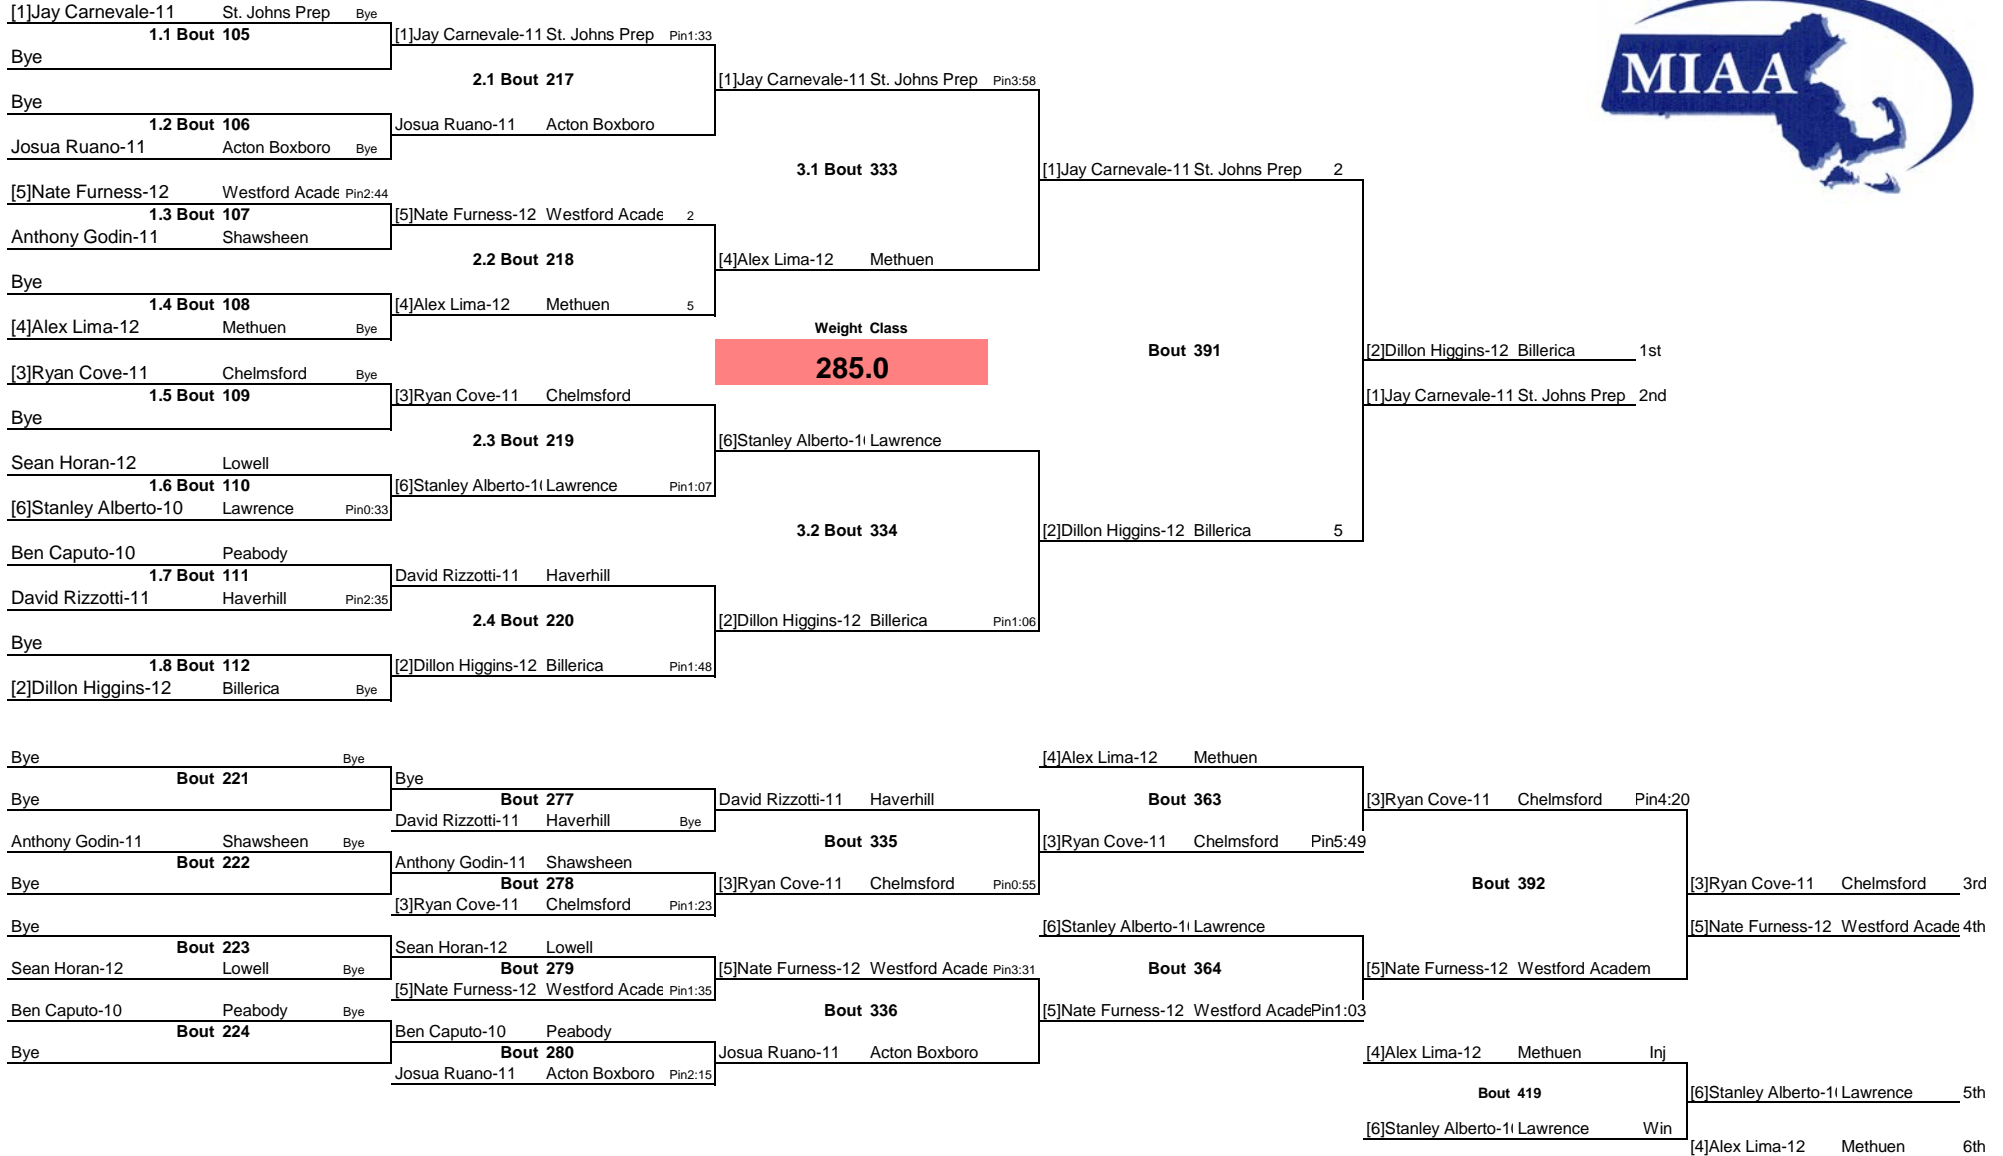 [1]Jay Carnevale-11 St. Johns Prep Bye
1.1 Bout 105
Bye
[1]Jay Carnevale-11 St. Johns Prep Pin1:33
2.1 Bout 217
Bye
1.2 Bout 106
Josua Ruano-11 Acton Boxboro Bye
Josua Ruano-11 Acton Boxboro
[1]Jay Carnevale-11 St. Johns Prep Pin3:58
3.1 Bout 333
[5]Nate Furness-12 Westford Acade Pin2:44
1.3 Bout 107
Anthony Godin-11 Shawsheen
[5]Nate Furness-12 Westford Acade 2
2.2 Bout 218
Bye
1.4 Bout 108
[4]Alex Lima-12 Methuen Bye
[4]Alex Lima-12 Methuen 5
[4]Alex Lima-12 Methuen
[1]Jay Carnevale-11 St. Johns Prep 2
MIAA
Weight Class
285.0
Bout 391
[2]Dillon Higgins-12 Billerica 1st
[1]Jay Carnevale-11 St. Johns Prep 2nd
[3]Ryan Cove-11 Chelmsford Bye
1.5 Bout 109
Bye
[3]Ryan Cove-11 Chelmsford
2.3 Bout 219
Sean Horan-12 Lowell
1.6 Bout 110
[6]Stanley Alberto-10 Lawrence Pin0:33
[6]Stanley Alberto-1( Lawrence Pin1:07
[6]Stanley Alberto-1( Lawrence
3.2 Bout 334
[2]Dillon Higgins-12 Billerica 5
Ben Caputo-10 Peabody
1.7 Bout 111
David Rizzotti-11 Haverhill Pin2:35
David Rizzotti-11 Haverhill
2.4 Bout 220
Bye
1.8 Bout 112
[2]Dillon Higgins-12 Billerica Bye
[2]Dillon Higgins-12 Billerica Pin1:48
[2]Dillon Higgins-12 Billerica Pin1:06
Bye Bye
Bout 221
Bye
Bye
Bout 277
David Rizzotti-11 Haverhill Bye
David Rizzotti-11 Haverhill
Bout 335
Anthony Godin-11 Shawsheen Bye
Bout 222
Bye
Anthony Godin-11 Shawsheen
Bout 278
[3]Ryan Cove-11 Chelmsford Pin1:23
[3]Ryan Cove-11 Chelmsford Pin0:55
[4]Alex Lima-12 Methuen
Bout 363
[3]Ryan Cove-11 Chelmsford Pin5:49
[3]Ryan Cove-11 Chelmsford Pin4:20
Bout 392
[3]Ryan Cove-11 Chelmsford 3rd
[5]Nate Furness-12 Westford Acade 4th
Bye
Bout 223
Sean Horan-12 Lowell Bye
Sean Horan-12 Lowell
Bout 279
[5]Nate Furness-12 Westford Acade Pin1:35
[5]Nate Furness-12 Westford Acade Pin3:31
Bout 336
Ben Caputo-10 Peabody Bye
Bout 224
Bye
Ben Caputo-10 Peabody
Bout 280
Josua Ruano-11 Acton Boxboro Pin2:15
Josua Ruano-11 Acton Boxboro
[6]Stanley Alberto-1( Lawrence
Bout 364
[5]Nate Furness-12 Westford Acade Pin1:03
[5]Nate Furness-12 Westford Academ
[4]Alex Lima-12 Methuen Inj
Bout 419
[6]Stanley Alberto-1( Lawrence Win
[6]Stanley Alberto-1( Lawrence 5th
[4]Alex Lima-12 Methuen 6th